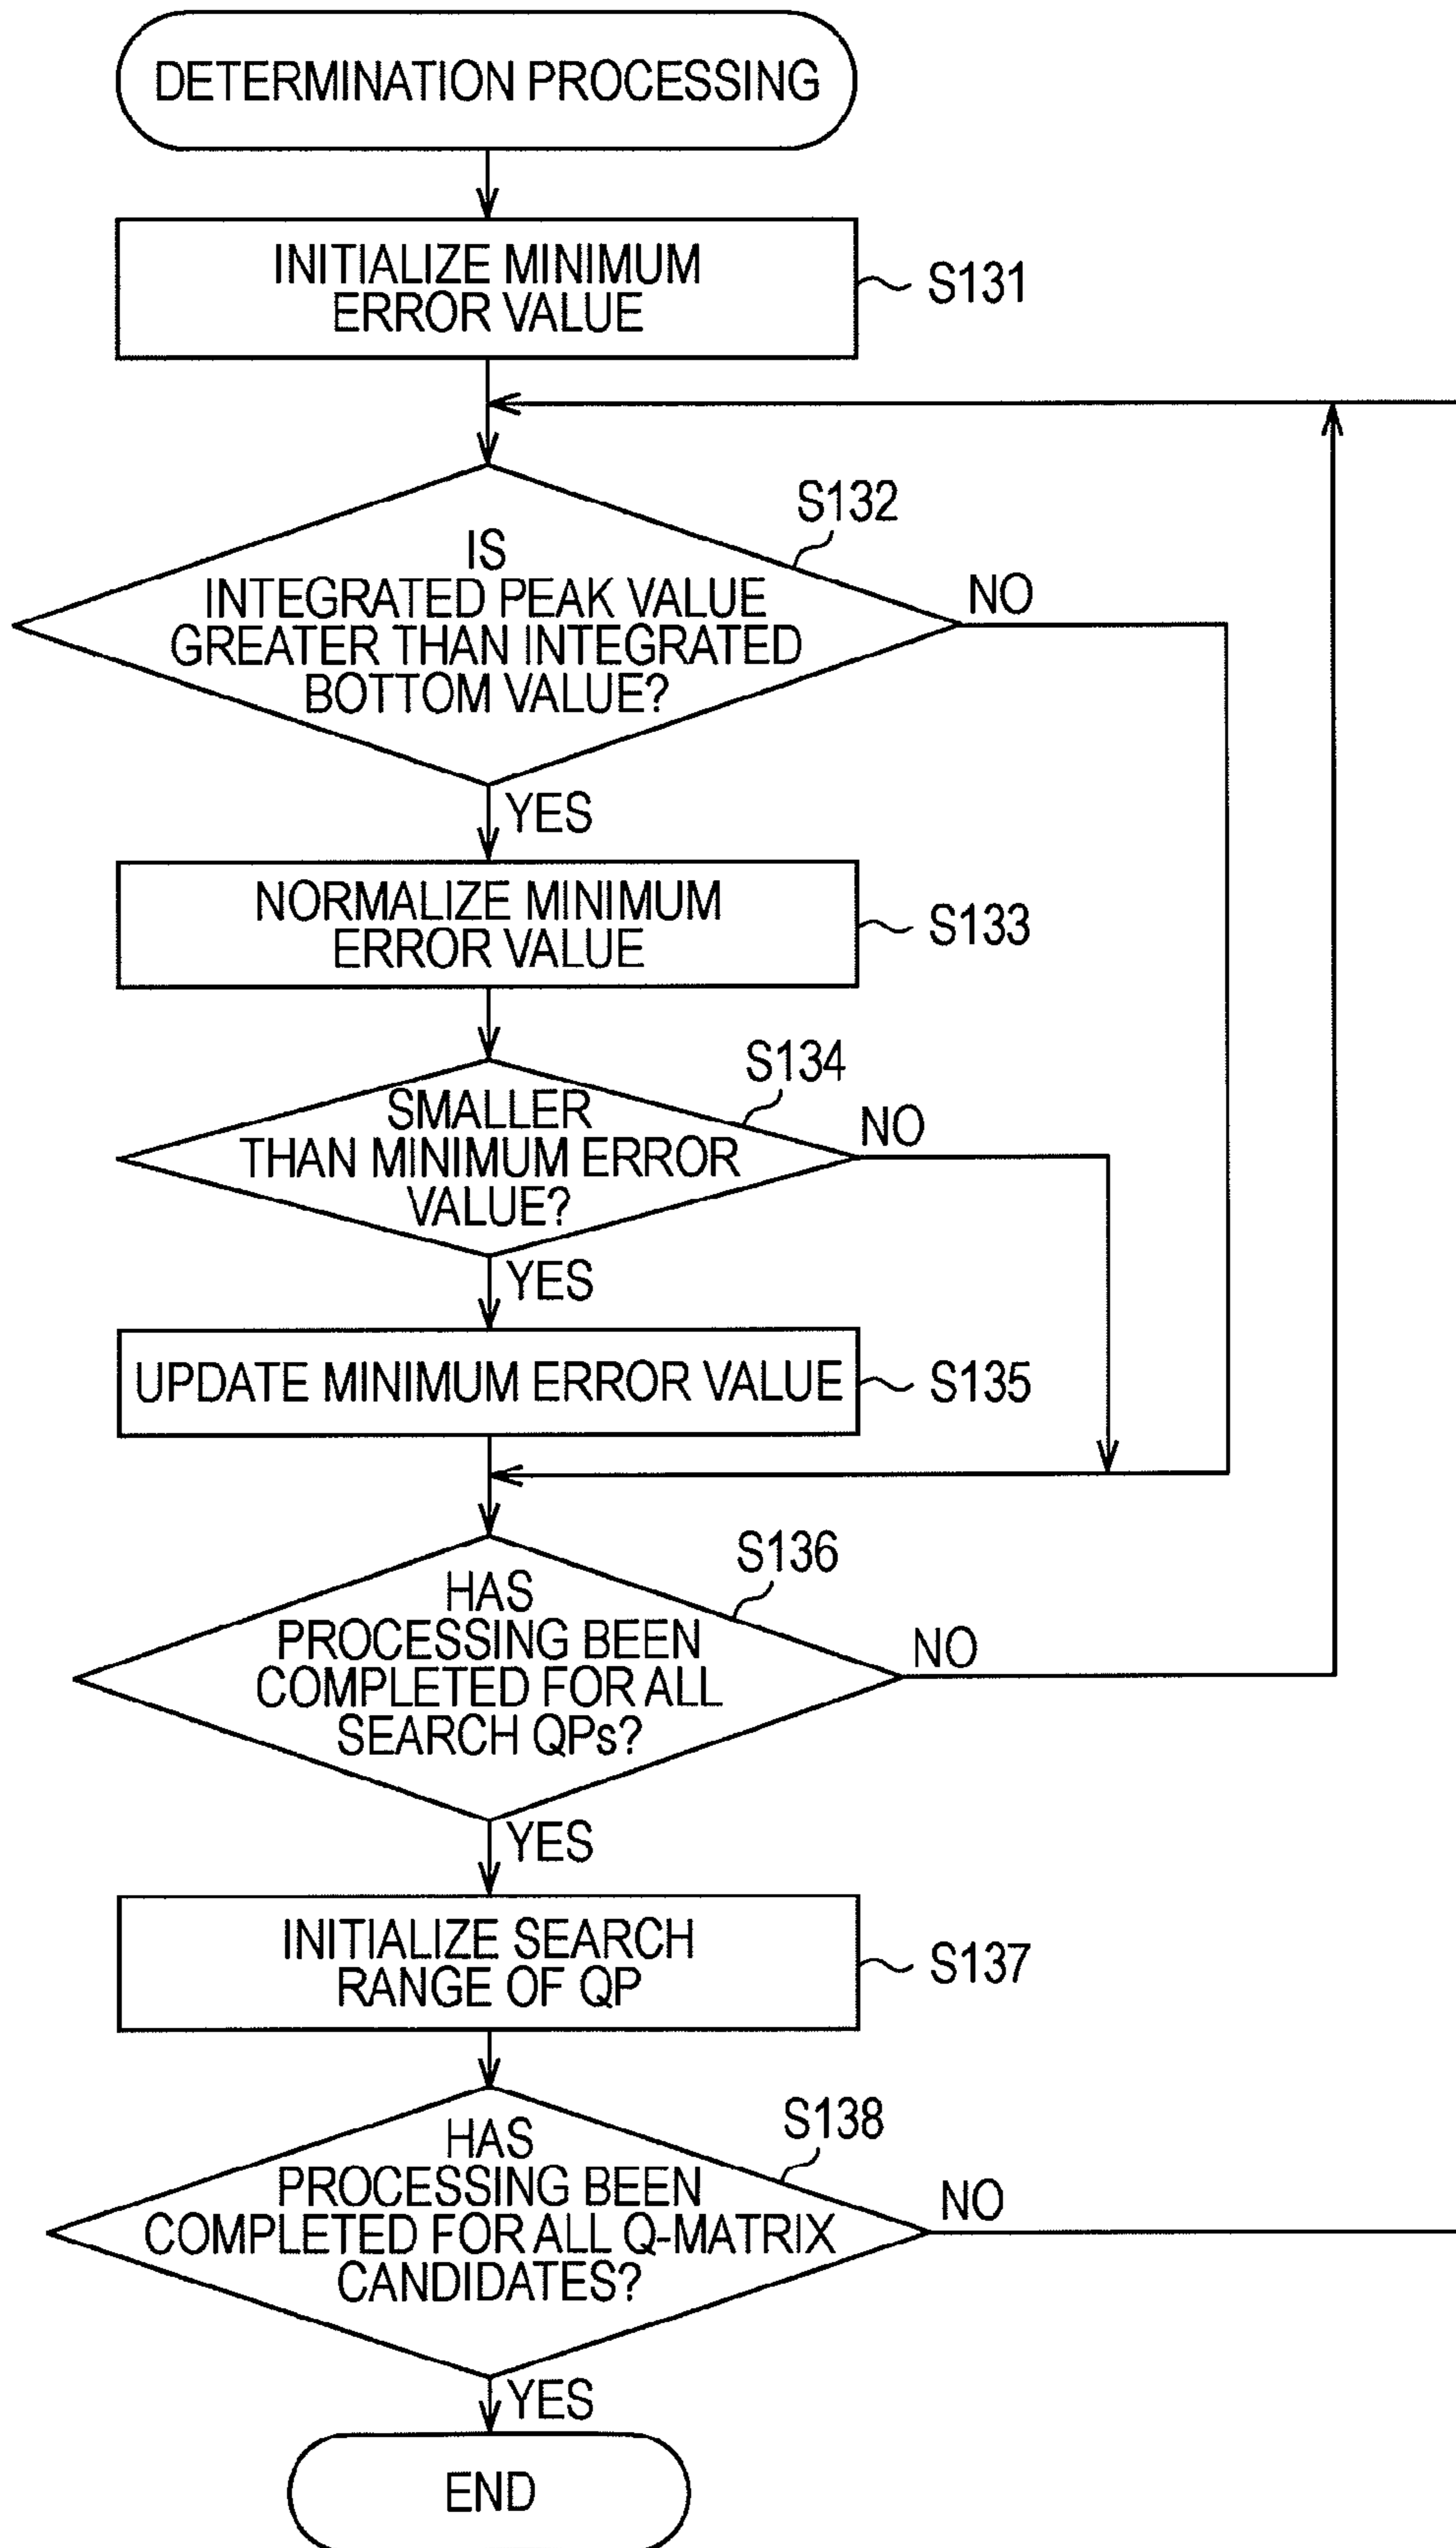 DETERMINATION PROCESSING
INITIALIZE MINIMUM
ERROR VALUE
S131
S132
IS
INTEGRATED PEAK VALUE
GREATER THAN INTEGRATED
BOTTOM VALUE?
NO
YES
NORMALIZE MINIMUM
ERROR VALUE
S133
S134
SMALLER
THAN MINIMUM ERROR
VALUE?
NO
YES
UPDATE MINIMUM ERROR VALUE
S135
S136
HAS
PROCESSING BEEN
COMPLETED FOR ALL
SEARCH QPs?
NO
YES
INITIALIZE SEARCH
RANGE OF QP
S137
S138
HAS
PROCESSING BEEN
COMPLETED FOR ALL Q-MATRIX
CANDIDATES?
NO
YES
END